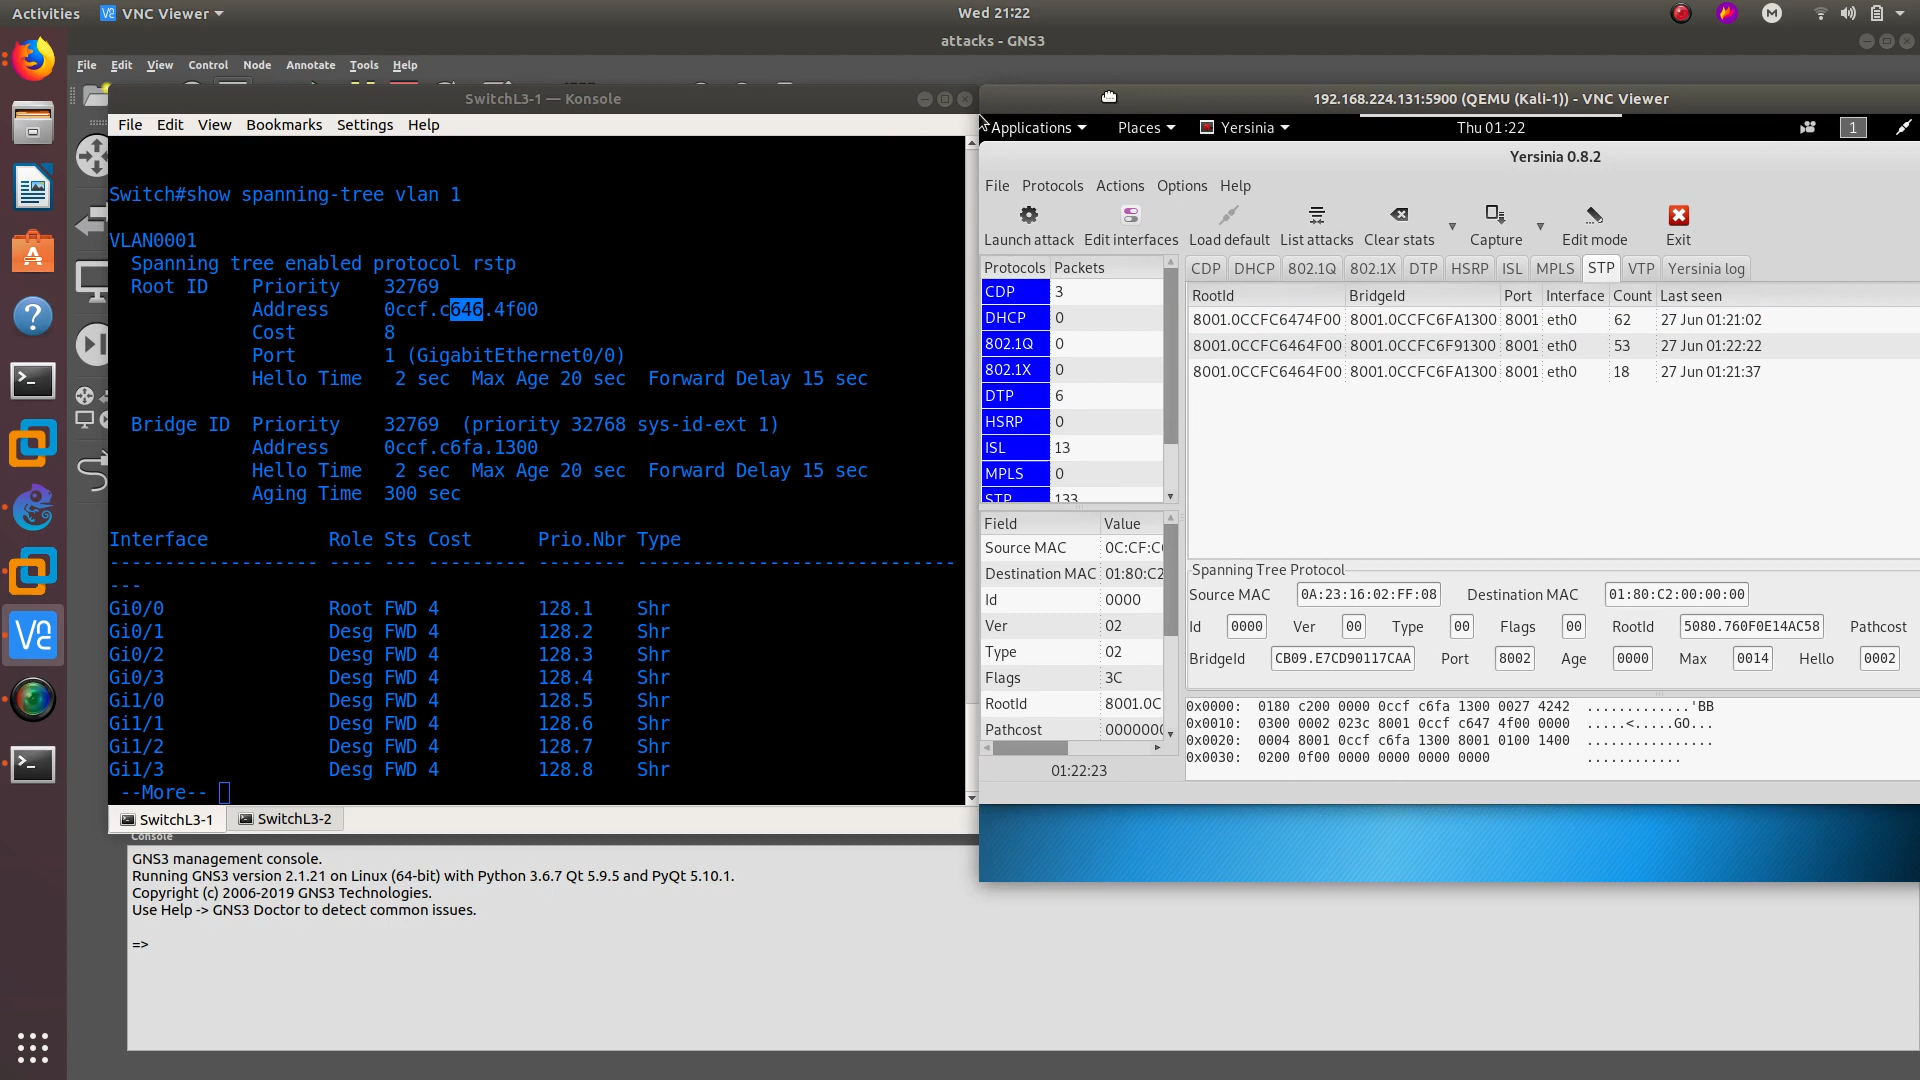 Activities VNC Viewer Wed 21:22
attacks - GNS3
File Edit View Control Node Annotate Tools Help
SwitchL3-1 — Konsole
File Edit View Bookmarks Settings Help
Switch#show spanning-tree vlan 1
VLAN0001
Spanning tree enabled protocol rstp
Root ID Priority 32769
Address 0ccf.c646.4f00
Cost 8
Port 1 (GigabitEthernet0/0)
Hello Time 2 sec Max Age 20 sec Forward Delay 15 sec
Bridge ID Priority 32769 (priority 32768 sys-id-ext 1)
Address 0ccf.c6fa.1300
Hello Time 2 sec Max Age 20 sec Forward Delay 15 sec
Aging Time 300 sec
Interface Role Sts Cost Prio.Nbr Type
------------------- ---- --- --------- -------- -----------------------------
---
Gi0/0 Root FWD 4 128.1 Shr
Gi0/1 Desg FWD 4 128.2 Shr
Gi0/2 Desg FWD 4 128.3 Shr
Gi0/3 Desg FWD 4 128.4 Shr
Gi1/0 Desg FWD 4 128.5 Shr
Gi1/1 Desg FWD 4 128.6 Shr
Gi1/2 Desg FWD 4 128.7 Shr
Gi1/3 Desg FWD 4 128.8 Shr
--More--
SwitchL3-1 SwitchL3-2
Console
GNS3 management console.
Running GNS3 version 2.1.21 on Linux (64-bit) with Python 3.6.7 Qt 5.9.5 and PyQt 5.10.1.
Copyright (c) 2006-2019 GNS3 Technologies.
Use Help -> GNS3 Doctor to detect common issues.
=>
192.168.224.131:5900 (QEMU (Kali-1)) - VNC Viewer
Applications Places Yersinia Thu 01:22 1
Yersinia 0.8.2
File Protocols Actions Options Help
Launch attack Edit interfaces Load default List attacks Clear stats Capture Edit mode Exit
Protocols Packets
CDP 3
DHCP 0
802.1Q 0
802.1X 0
DTP 6
HSRP 0
ISL 13
MPLS 0
STP 133
Field Value
Source MAC 0C:CF:C
Destination MAC 01:80:C2
Id 0000
Ver 02
Type 02
Flags 3C
RootId 8001.0C
Pathcost 0000000
01:22:23
CDP DHCP 802.1Q 802.1X DTP HSRP ISL MPLS STP VTP Yersinia log
RootId BridgeId Port Interface Count Last seen
8001.0CCFC6474F00 8001.0CCFC6FA1300 8001 eth0 62 27 Jun 01:21:02
8001.0CCFC6464F00 8001.0CCFC6F91300 8001 eth0 53 27 Jun 01:22:22
8001.0CCFC6464F00 8001.0CCFC6FA1300 8001 eth0 18 27 Jun 01:21:37
Spanning Tree Protocol
Source MAC 0A:23:16:02:FF:08 Destination MAC 01:80:C2:00:00:00
Id 0000 Ver 00 Type 00 Flags 00 RootId 5080.760F0E14AC58 Pathcost
BridgeId CB09.E7CD90117CAA Port 8002 Age 0000 Max 0014 Hello 0002
0x0000: 0180 c200 0000 0ccf c6fa 1300 0027 4242 .............'BB
0x0010: 0300 0002 023c 8001 0ccf c647 4f00 0000 .....<.....GO...
0x0020: 0004 8001 0ccf c6fa 1300 8001 0100 1400 ................
0x0030: 0200 0f00 0000 0000 0000 0000 ............